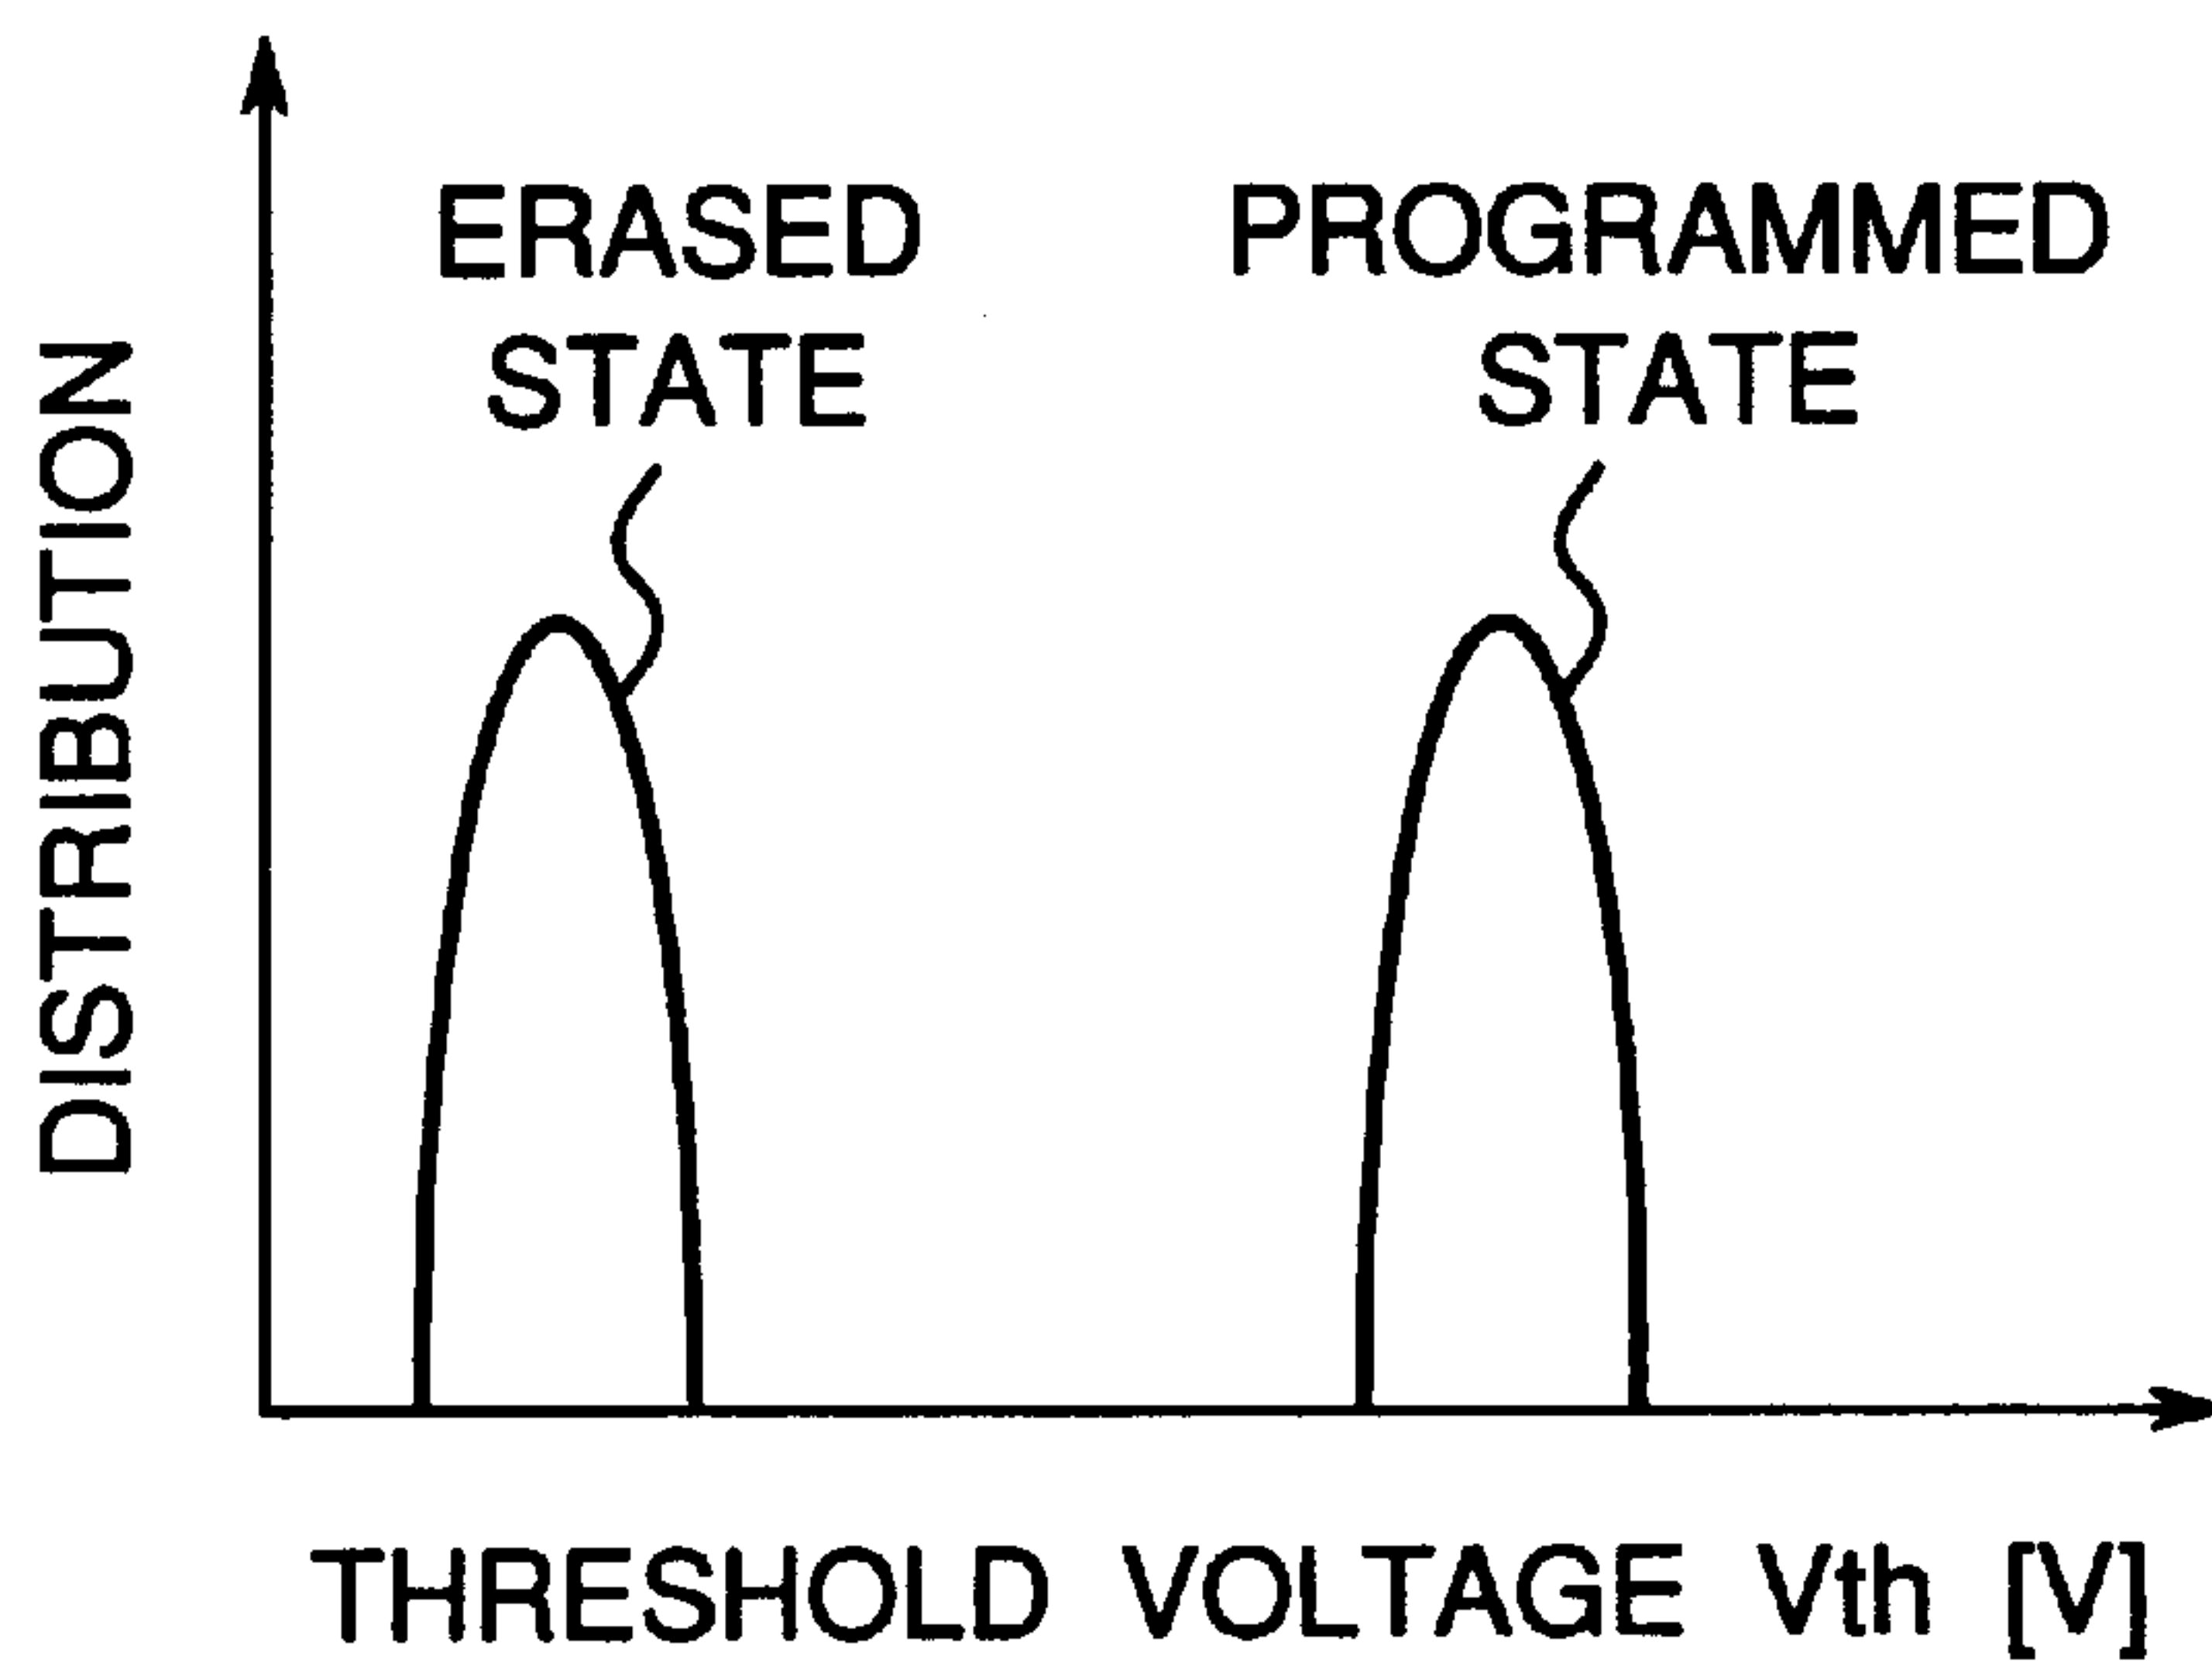 DISTRIBUTION
ERASED
STATE
PROGRAMMED
STATE
THRESHOLD VOLTAGE Vth [V]